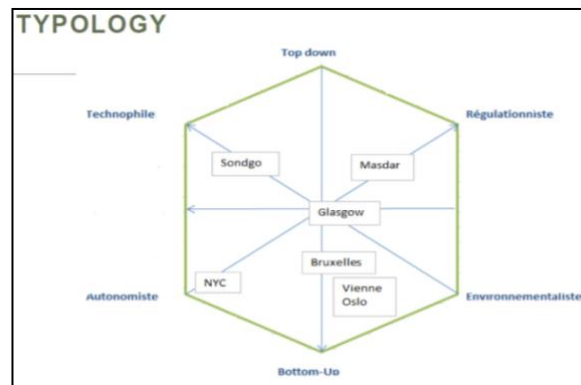 TYPOLOGY
Top down
Technophile
Régulationniste
Sondgo
Masdar
Glasgow
Bruxelles
NYC
Vienne
Oslo
Autonomiste
Environnementaliste
Bottom-Up